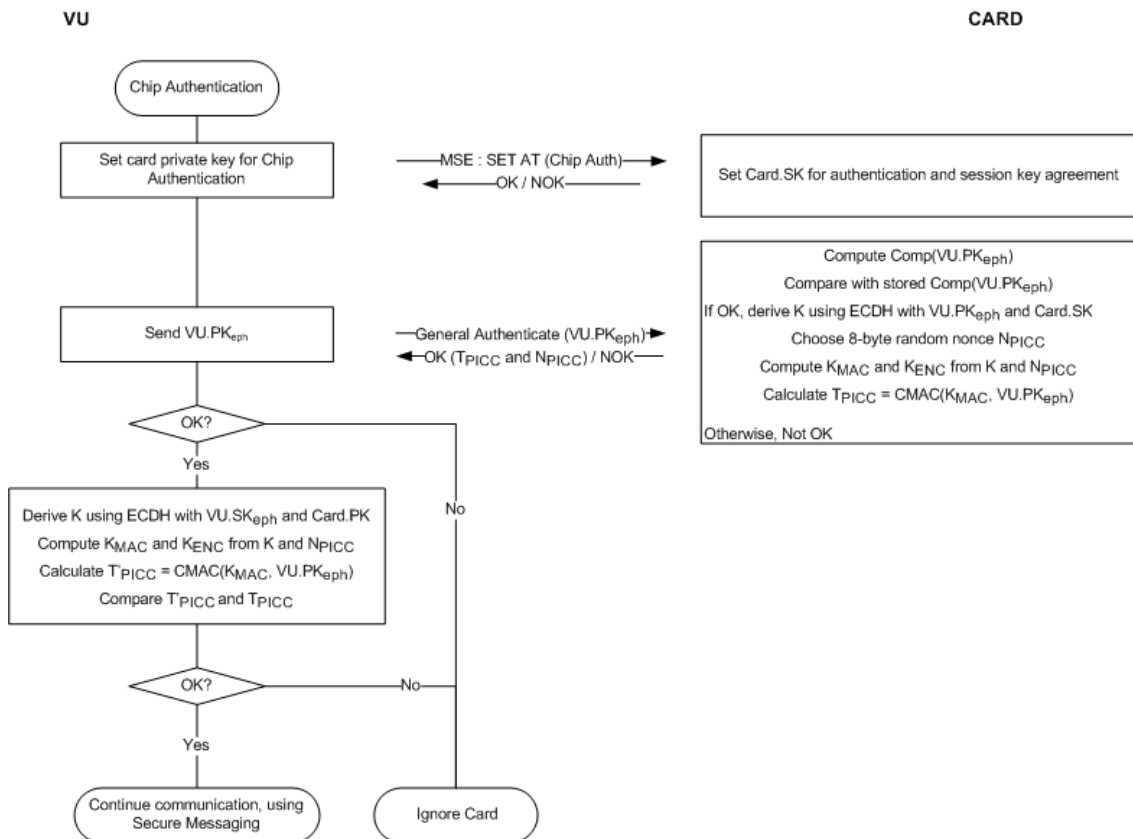 VU
CARD
Chip Authentication
Set card private key for Chip
Authentication
MSE : SET AT (Chip Auth)
OK / NOK
Set Card.SK for authentication and session key agreement
Send VU.PKeph
General Authenticate (VU.PKeph)
OK (TPICC and NPICC) / NOK
Compute Comp(VU.PKeph)
Compare with stored Comp(VU.PKeph)
If OK, derive K using ECDH with VU.PKeph and Card.SK
Choose 8-byte random nonce NPICC
Compute KMAC and KENC from K and NPICC
Calculate TPICC = CMAC(KMAC, VU.PKeph)
Otherwise, Not OK
OK?
Yes
No
Derive K using ECDH with VU.SKeph and Card.PK
Compute KMAC and KENC from K and NPICC
Calculate T'PICC = CMAC(KMAC, VU.PKeph)
Compare T'PICC and TPICC
OK?
No
Yes
Continue communication, using
Secure Messaging
Ignore Card